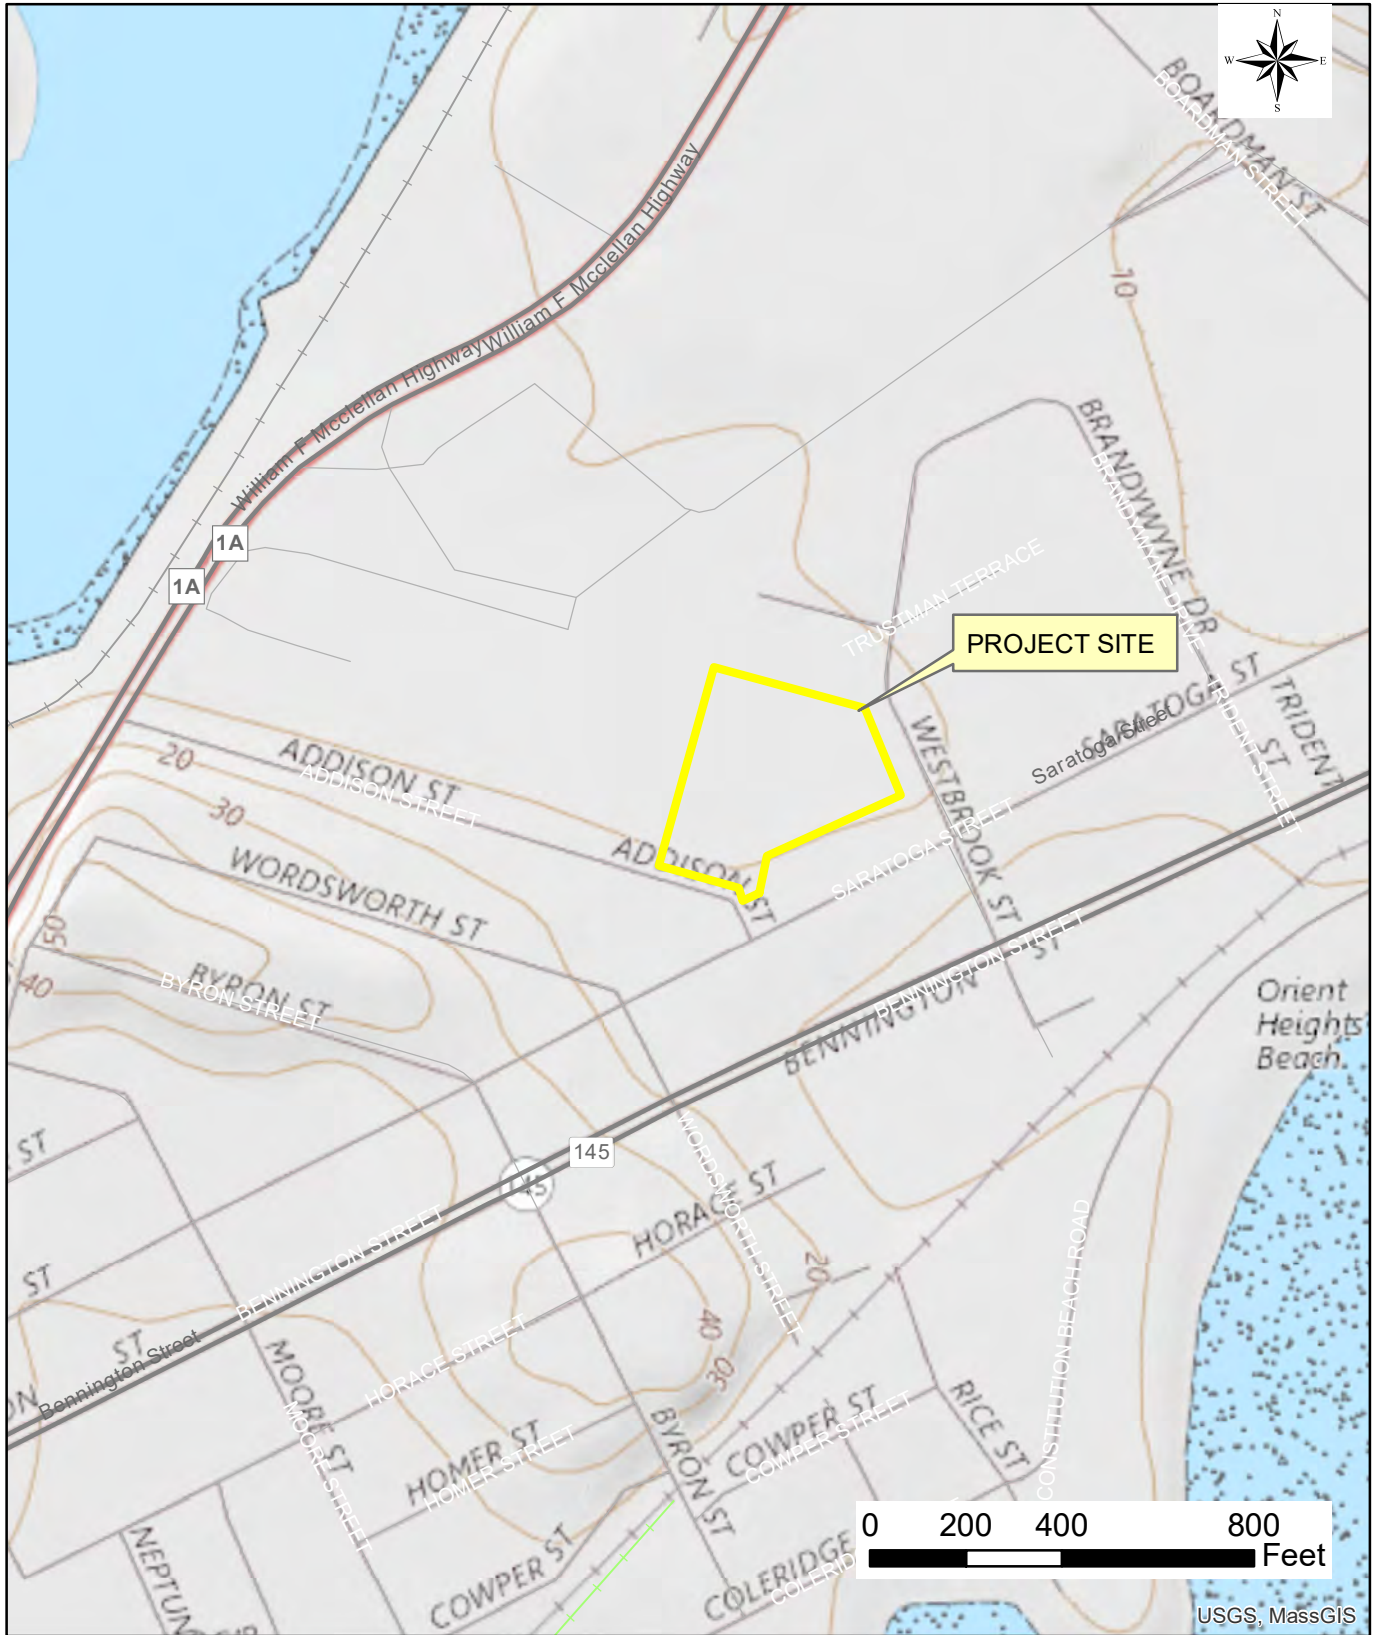 N
W
E
S
BOARDMAN ST
BOARDMAN STREET
William F Mcclellan Highway
William F Mcclellan Highway
10
1A
1A
BRANDYWYNE DR
BRANDYWYNE DRIVE
TRUSTMAN TERRACE
PROJECT SITE
SARATOGA ST
Saratoga Street
SARATOGA STREET
TRIDENT ST
TRIDENT STREET
WESTBROOK ST
ADDISON ST
ADDISON STREET
ADDISON ST
20
30
WORDSWORTH ST
50
40
BYRON ST
BYRON STREET
BENNINGTON ST
BENNINGTON STREET
Orient
Heights
Beach
145
145
WORDSWORTH STREET
HORACE ST
HORACE STREET
ST
ST
ST
BENNINGTON STREET
Bennington Street
20
40
30
CONSTITUTION BEACH ROAD
MOORE ST
MOORE STREET
HOMER ST
HOMER STREET
BYRON ST
COWPER ST
COWPER STREET
RICE ST
COWPER ST
COLERIDGE
COLERID
NEPTUN
0 200 400 800
Feet
USGS, MassGIS